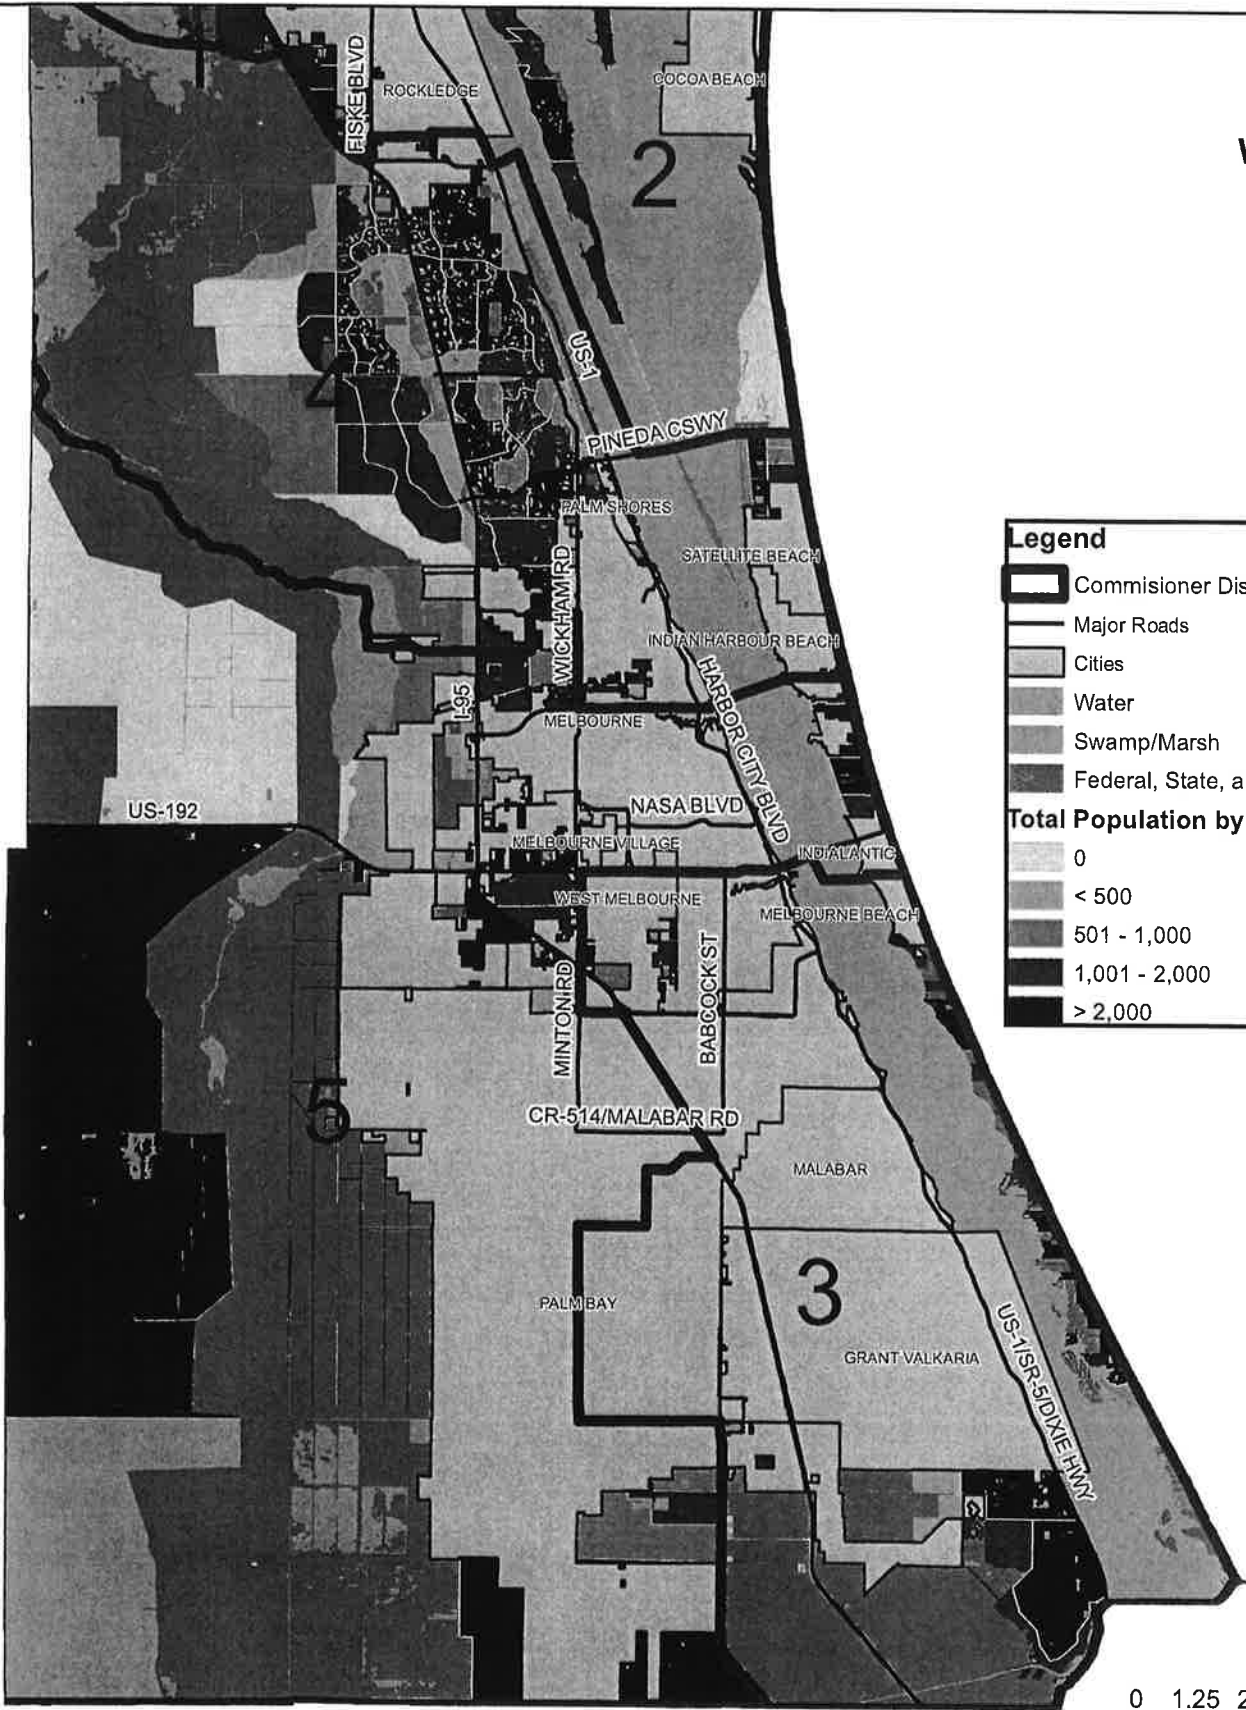 FISKE BLVD
ROCKLEDGE
COCOA BEACH
2
4
US-1
PINEDA CSWY
PALM SHORES
SATELLITE BEACH
WICKHAM RD
INDIAN HARBOUR BEACH
I-95
MELBOURNE
HARBOR CITY BLVD
US-192
NASA BLVD
MELBOURNE VILLAGE
INDIALANTIC
WEST MELBOURNE
MELBOURNE BEACH
MINTON RD
BABCOCK ST
5
CR-514/MALABAR RD
MALABAR
PALM BAY
3
GRANT VALKARIA
US-1/SR-5/DIXIE HWY
Legend
Commisioner Dis
Major Roads
Cities
Water
Swamp/Marsh
Federal, State, a
Total Population by
0
< 500
501 - 1,000
1,001 - 2,000
> 2,000
0 1.25 2